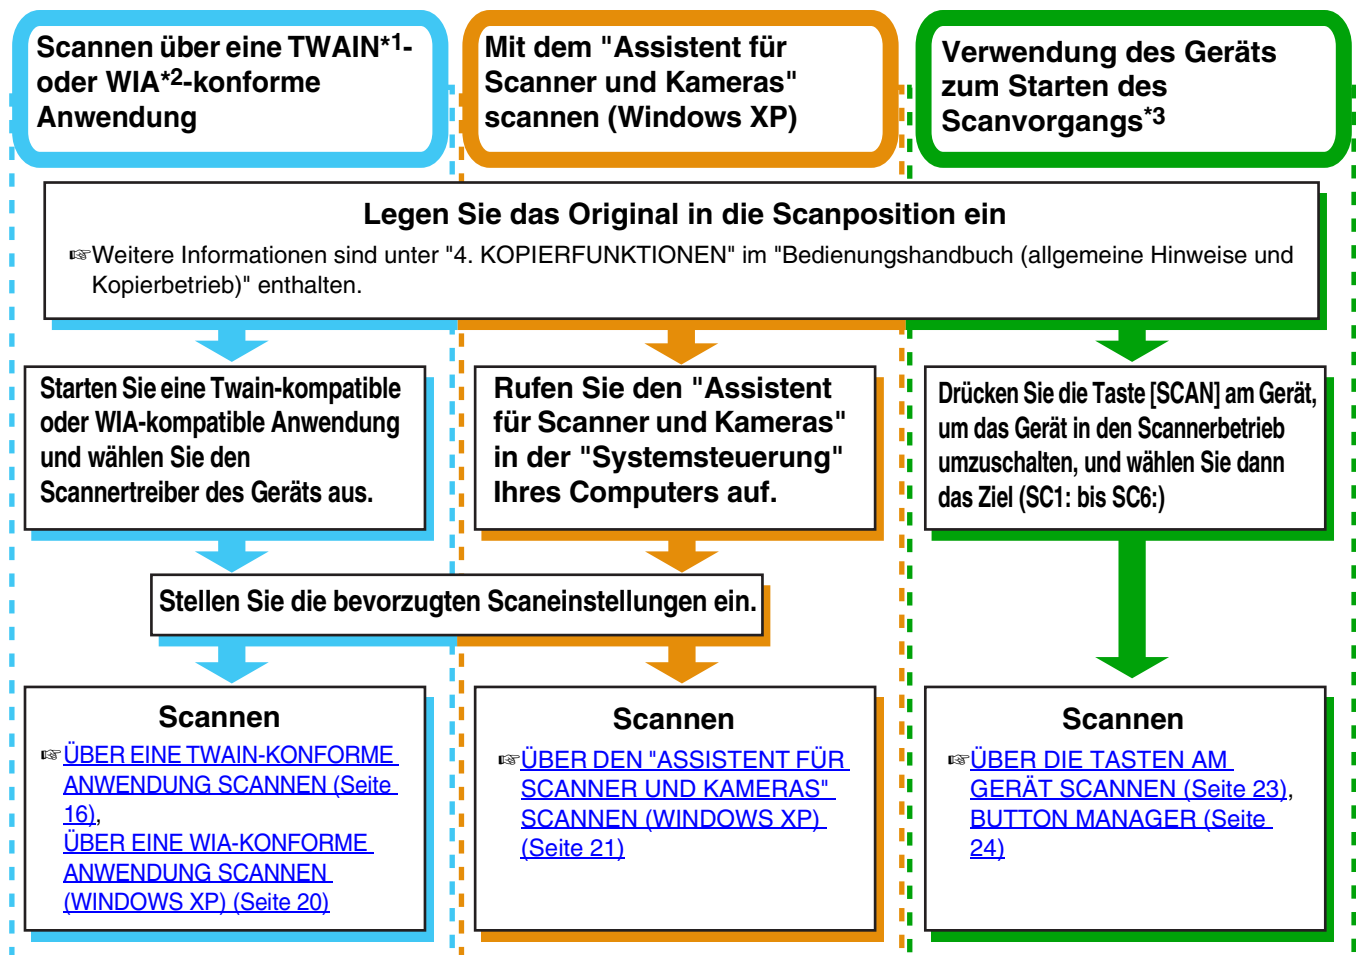 Scannen über eine TWAIN*1-
oder WIA*2-konforme
Anwendung
Mit dem "Assistent für
Scanner und Kameras"
scannen (Windows XP)
Verwendung des Geräts
zum Starten des
Scanvorgangs*3
Legen Sie das Original in die Scanposition ein
☞Weitere Informationen sind unter "4. KOPIERFUNKTIONEN" im "Bedienungshandbuch (allgemeine Hinweise und
Kopierbetrieb)" enthalten.
Starten Sie eine Twain-kompatible
oder WIA-kompatible Anwendung
und wählen Sie den
Scannertreiber des Geräts aus.
Rufen Sie den "Assistent
für Scanner und Kameras"
in der "Systemsteuerung"
Ihres Computers auf.
Drücken Sie die Taste [SCAN] am Gerät,
um das Gerät in den Scannerbetrieb
umzuschalten, und wählen Sie dann
das Ziel (SC1: bis SC6:)
Stellen Sie die bevorzugten Scaneinstellungen ein.
Scannen
☞ÜBER EINE TWAIN-KONFORME
ANWENDUNG SCANNEN (Seite
16),
ÜBER EINE WIA-KONFORME
ANWENDUNG SCANNEN
(WINDOWS XP) (Seite 20)
Scannen
☞ÜBER DEN "ASSISTENT FÜR
SCANNER UND KAMERAS"
SCANNEN (WINDOWS XP)
(Seite 21)
Scannen
☞ÜBER DIE TASTEN AM
GERÄT SCANNEN (Seite 23),
BUTTON MANAGER (Seite
24)